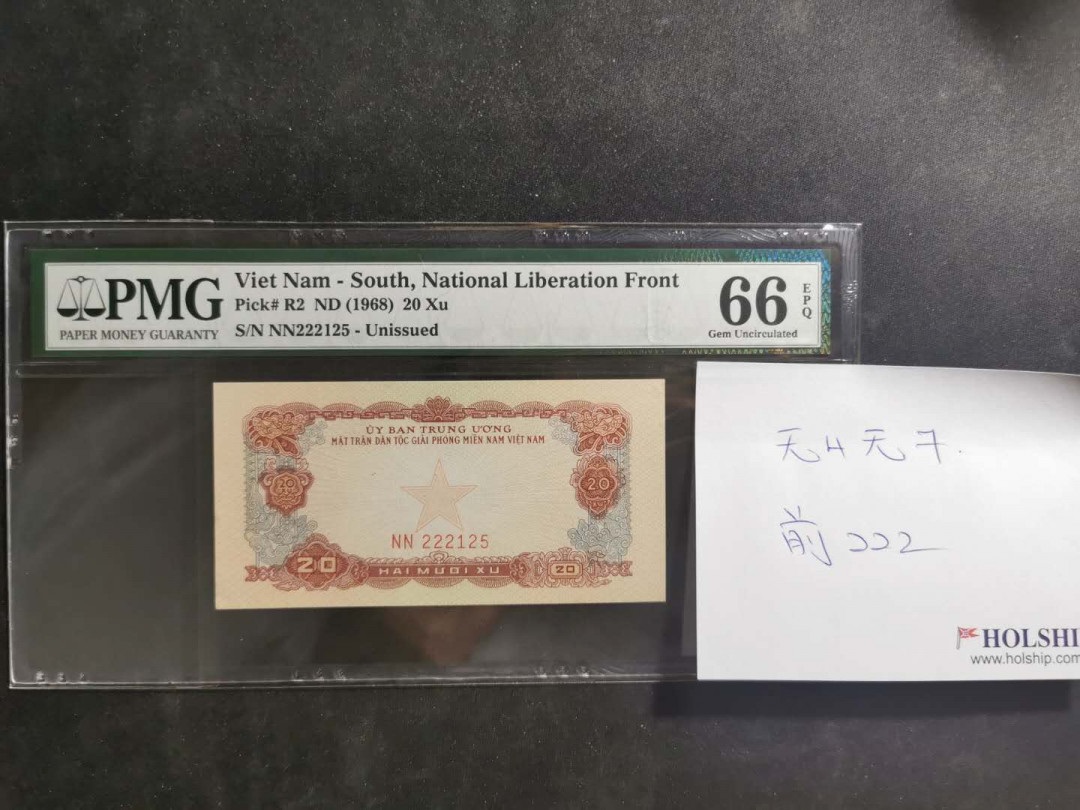 PMG
PAPER MONEY GUARANTY
Viet Nam - South, National Liberation Front
Pick# R2 ND (1968) 20 Xu
S/N NN222125 - Unissued
66
EPQ
Gem Uncirculated
ỦY BAN TRUNG ƯƠNG
MẶT TRẬN DÂN TỘC GIẢI PHÓNG MIỀN NAM VIỆT NAM
20
20
NN 222125
20
HAI MƯƠI XU
20
无4无7.
前222
HOLSHI
www.holship.com